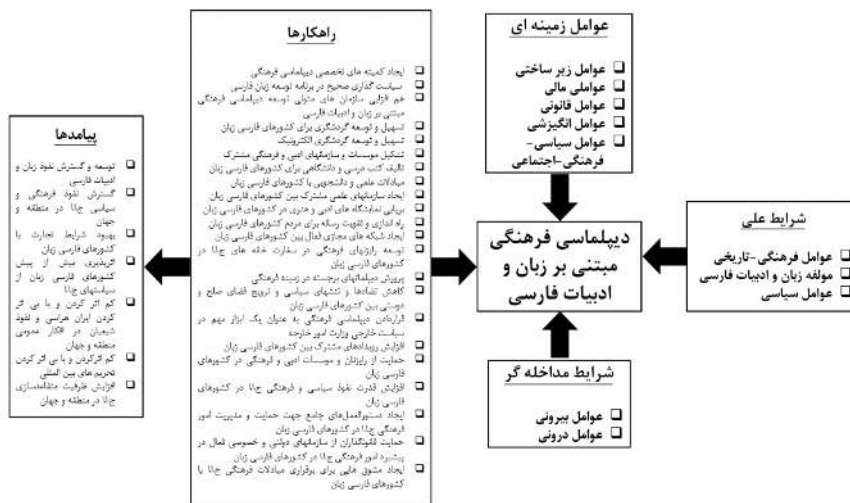 عوامل زمینه ای
عوامل زیر ساختی
عواملی مالی
عوامل قانونی
عوامل انگیزشی
عوامل سیاسی-
فرهنگی-اجتماعی
شرایط علی
عوامل فرهنگی-تاریخی
مولفه زبان و ادبیات فارسی
عوامل سیاسی
دیپلماسی فرهنگی
مبتنی بر زبان و
ادبیات فارسی
شرایط مداخله گر
عوامل بیرونی
عوامل درونی
راهکارها
ایجاد کمیته های تخصصی دیپلماسی فرهنگی
سیاست گذاری صحیح در برنامه توسعه زبان فارسی
هم افزایی سازمان های متولی توسعه دیپلماسی فرهنگی
مبتنی بر زبان و ادبیات فارسی
تسهیل و توسعه گردشگری برای کشورهای فارسی زبان
تسهیل و توسعه گردشگری الکترونیک
تشکیل موسسات و سازمانهای ادبی و فرهنگی مشترک
تالیف کتب درسی و دانشگاهی برای کشورهای فارسی زبان
مبادلات علمی و دانشجویی با کشورهای فارسی زبان
ایجاد سازمانهای علمی مشترک بین کشورهای فارسی زبان
برپایی نمایشگاه های ادبی و هنری در کشورهای فارسی زبان
راه اندازی و تقویت رسانه برای مردم کشورهای فارسی زبان
ایجاد شبکه های مجازی فعال بین کشورهای فارسی زبان
توسعه رایزنهای فرهنگی در سفارت خانه های ج.ا.ا در
کشورهای فارسی زبان
پرورش دیپلماتهای برجسته در زمینه فرهنگی
کاهش تضادها و تنشهای سیاسی و ترویج فضای صلح و
دوستی بین کشورهای فارسی زبان
قراردادن دیپلماسی فرهنگی به عنوان یک ابزار مهم در
سیاست خارجی وزارت امور خارجه
افزایش رویدادهای مشترک بین کشورهای فارسی زبان
حمایت از رایزنان و موسسات ادبی و فرهنگی در کشورهای
فارسی زبان
افزایش قدرت نفوذ سیاسی و فرهنگی ج.ا.ا در کشورهای
فارسی زبان
ایجاد دستورالعمل‌های جامع جهت حمایت و مدیریت امور
فرهنگی ج.ا.ا در کشورهای فارسی زبان
حمایت قانونگذاران از سازمانهای دولتی و خصوصی فعال در
پیشبرد امور فرهنگی ج.ا.ا در کشورهای فارسی زبان
ایجاد مشوق هایی برای برقراری مبادلات فرهنگی ج.ا.ا با
کشورهای فارسی زبان
پیامدها
توسعه و گسترش نفوذ زبان و
ادبیات فارسی
گسترش نفوذ فرهنگی و
سیاسی ج.ا.ا در منطقه و
جهان
بهبود شرایط تجارت با
کشورهای فارسی زبان
اثرپذیری بیش از پیش
کشورهای فارسی زبان از
سیاستهای ج.ا.ا
کم اثر کردن و یا بی اثر
کردن ایران هراسی و نفوذ
شیعیان در افکار عمومی
منطقه و جهان
کم اثرکردن و یا بی اثر کردن
تحریم های بین المللی
افزایش ظرفیت متقاعدسازی
ج.ا.ا در منطقه و جهان